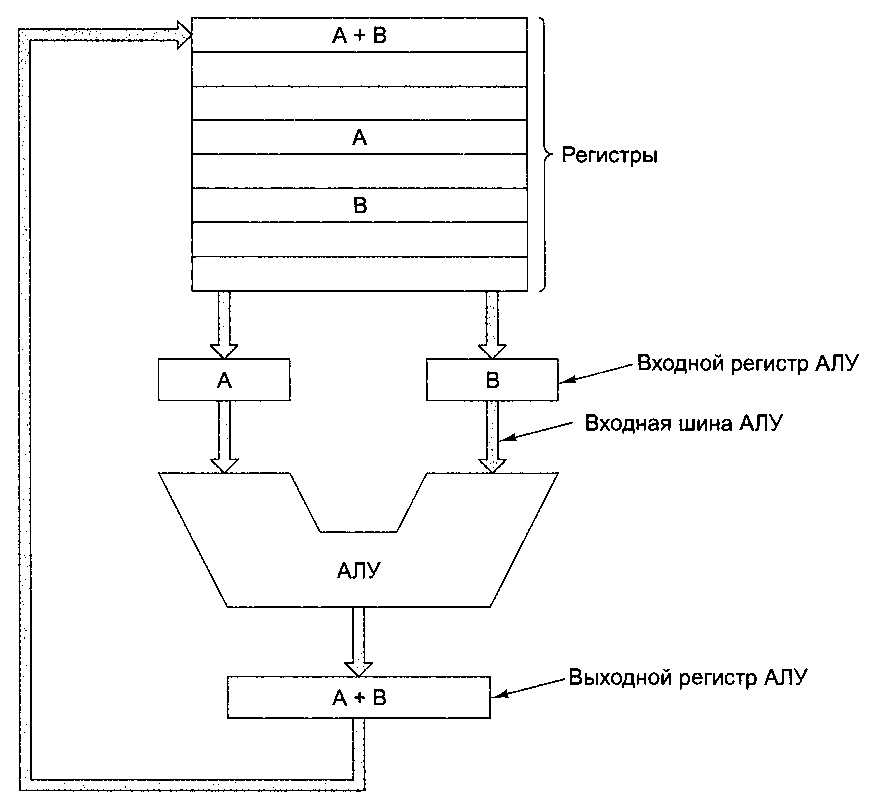 A + B
A
Регистры
B
A
B
Входной регистр АЛУ
Входная шина АЛУ
АЛУ
Выходной регистр АЛУ
A + B